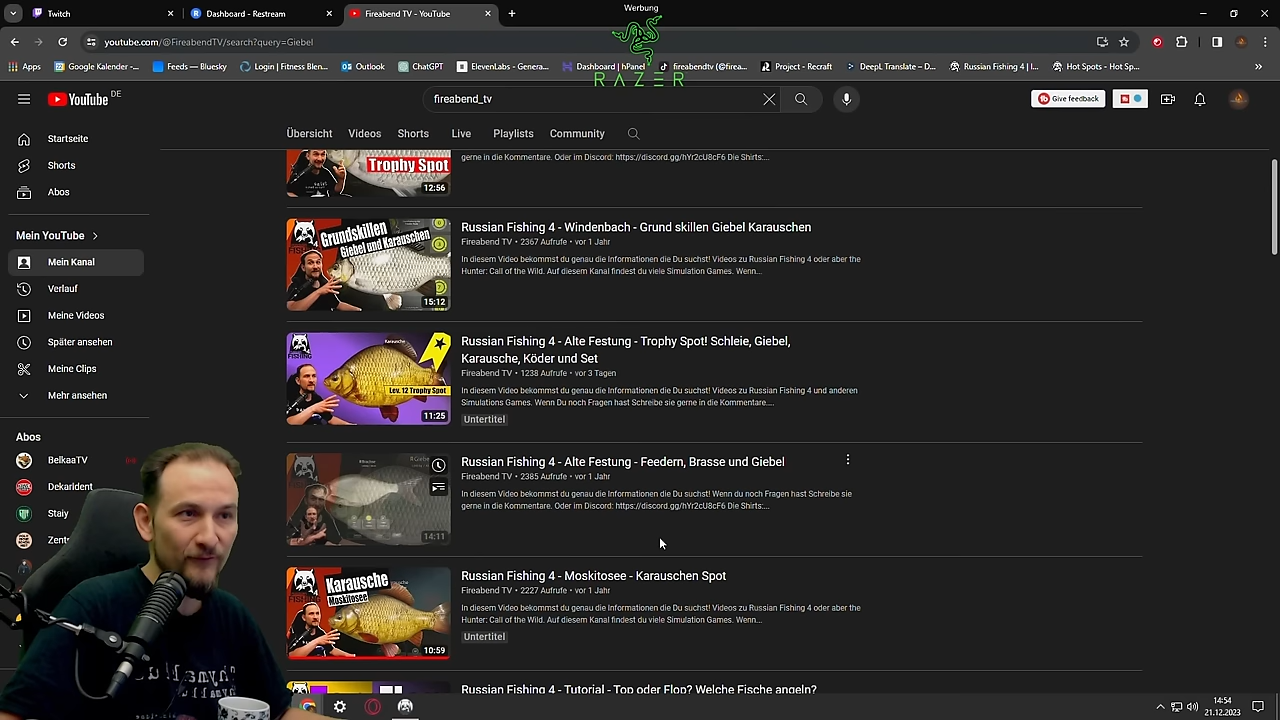 Twitch
Dashboard - Restream
Fireabend TV - YouTube
Werbung
youtube.com/@FireabendTV/search?query=Giebel
Apps
Google Kalender -...
Feeds — Bluesky
Login | Fitness Blen...
Outlook
ChatGPT
ElevenLabs - Genera...
Dashboard | hPanel
fireabendtv (@firea...
Project - Recraft
DeepL Translate – D...
Russian Fishing 4 | I...
Hot Spots - Hot Sp...
RAZER
YouTube DE
fireabend_tv
Give feedback
Übersicht
Videos
Shorts
Live
Playlists
Community
Startseite
Shorts
Abos
Mein YouTube
Mein Kanal
Verlauf
Meine Videos
Später ansehen
Meine Clips
Mehr ansehen
Abos
BelkaaTV
Dekarldent
Staiy
Trophy Spot
12:56
gerne in die Kommentare. Oder im Discord: https://discord.gg/hYr2cU8cF6 Die Shirts:...
Grundskillen
Giebel und Karauschen
15:12
Russian Fishing 4 - Windenbach - Grund skillen Giebel Karauschen
Fireabend TV • 2367 Aufrufe • vor 1 Jahr
In diesem Video bekommst du genau die Informationen die Du suchst! Videos zu Russian Fishing 4 oder aber the
Hunter: Call of the Wild. Auf diesem Kanal findest du viele Simulation Games. Wenn...
Karausche
FISHING
Lev. 12 Trophy Spot
11:25
Russian Fishing 4 - Alte Festung - Trophy Spot! Schleie, Giebel,
Karausche, Köder und Set
Fireabend TV • 1238 Aufrufe • vor 3 Tagen
In diesem Video bekommst du genau die Informationen die Du suchst! Videos zu Russian Fishing 4 und anderen
Simulations Games. Wenn Du noch Fragen hast Schreibe sie gerne in die Kommentare....
Untertitel
14:11
Russian Fishing 4 - Alte Festung - Feedern, Brasse und Giebel
Fireabend TV • 2385 Aufrufe • vor 1 Jahr
In diesem Video bekommst du genau die Informationen die Du suchst! Wenn du noch Fragen hast Schreibe sie
gerne in die Kommentare. Oder im Discord: https://discord.gg/hYr2cU8cF6 Die Shirts:...
Karausche
Moskitosee
10:59
Russian Fishing 4 - Moskitosee - Karauschen Spot
Fireabend TV • 2227 Aufrufe • vor 1 Jahr
In diesem Video bekommst du genau die Informationen die Du suchst! Videos zu Russian Fishing 4 oder aber the
Hunter: Call of the Wild. Auf diesem Kanal findest du viele Simulation Games. Wenn...
Untertitel
Russian Fishing 4 - Tutorial - Top oder Flop? Welche Fische angeln?
14:54
21.12.2023